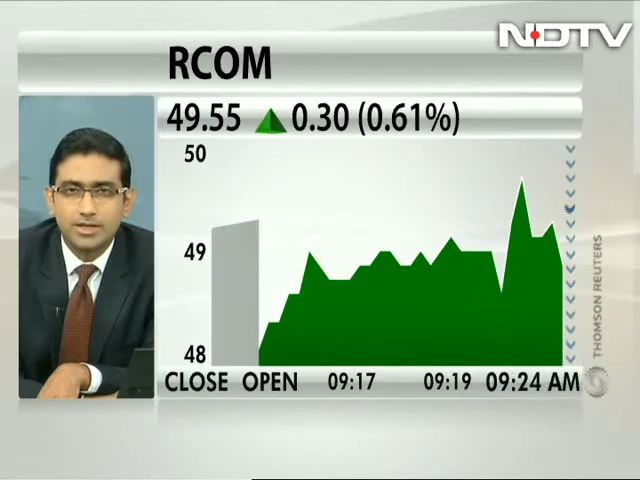 NDTV
RCOM
49.55 ▲ 0.30 (0.61%)
50
49
48
CLOSE OPEN 09:17 09:19 09:24 AM
THOMSON REUTERS